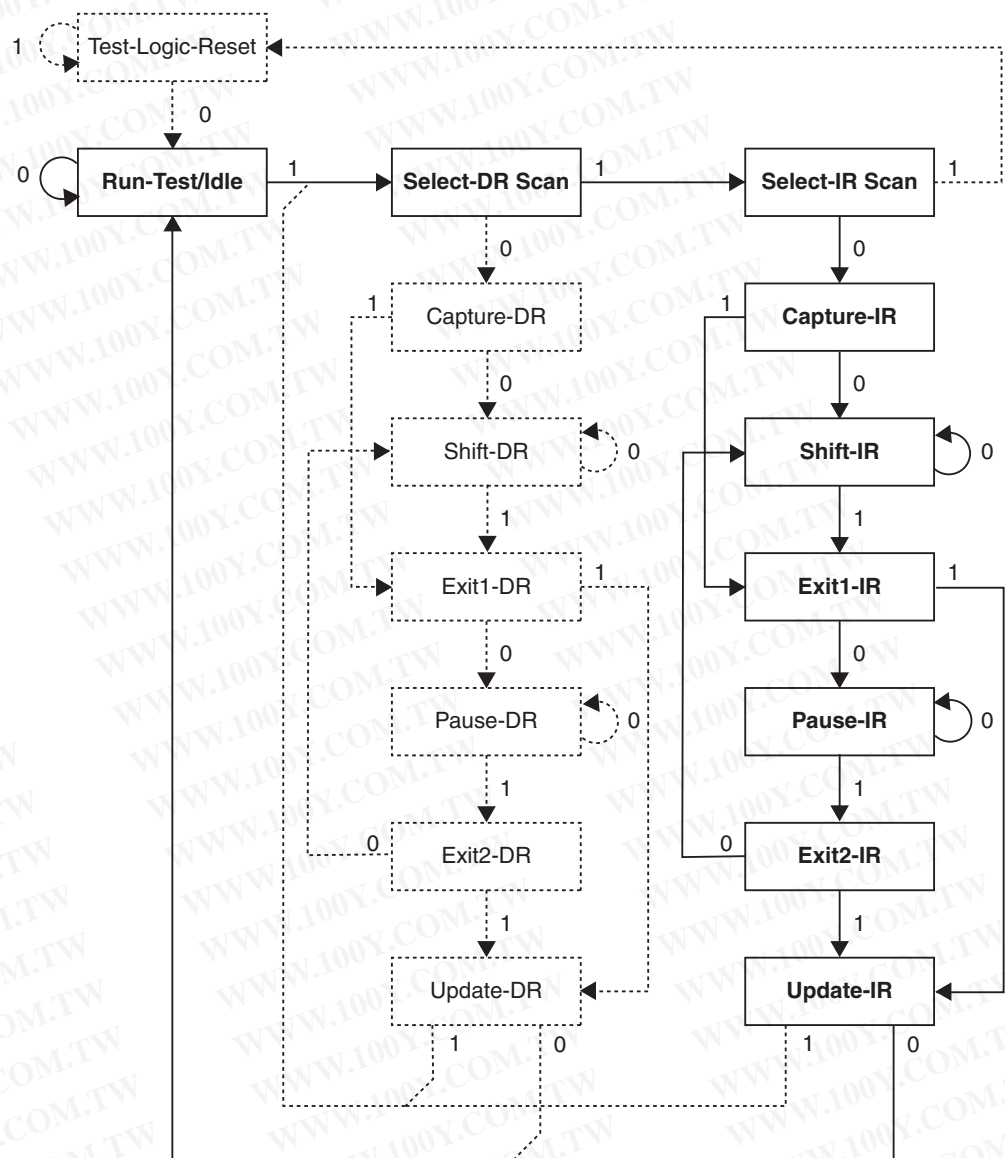 1 Test-Logic-Reset
0
0 Run-Test/Idle 1 Select-DR Scan 1 Select-IR Scan 1
0 0
1 Capture-DR 1 Capture-IR
0 0
Shift-DR 0 Shift-IR 0
1 1
Exit1-DR 1 Exit1-IR 1
0 0
Pause-DR 0 Pause-IR 0
1 1
0 Exit2-DR 0 Exit2-IR
1 1
Update-DR Update-IR
1 0 1 0
WWW.100Y.COM.TW